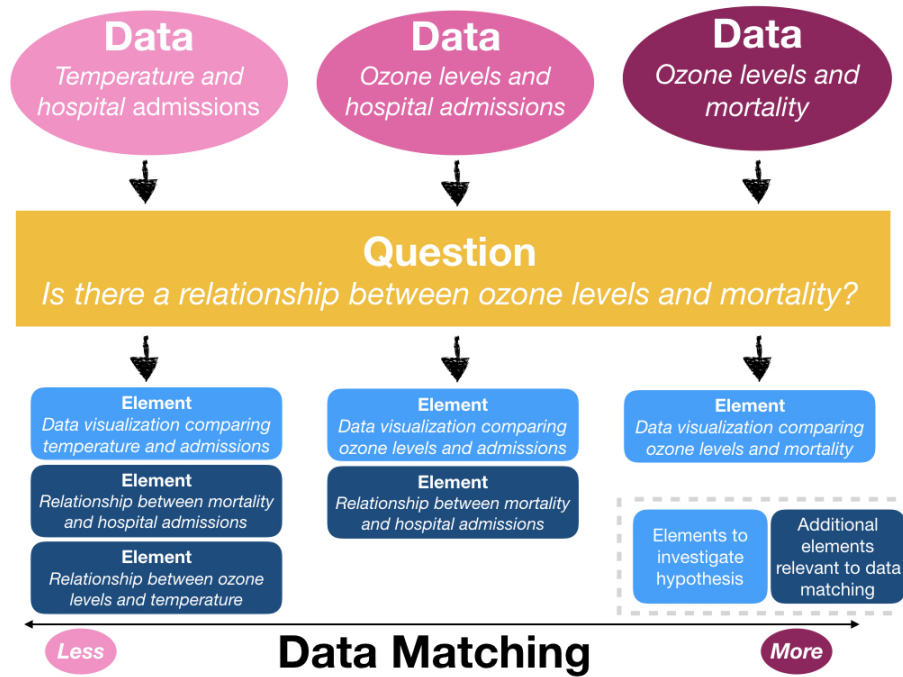 Data
Temperature and
hospital admissions
Data
Ozone levels and
hospital admissions
Data
Ozone levels and
mortality
Question
Is there a relationship between ozone levels and mortality?
Element
Data visualization comparing
temperature and admissions
Element
Relationship between mortality
and hospital admissions
Element
Relationship between ozone
levels and temperature
Element
Data visualization comparing
ozone levels and admissions
Element
Relationship between mortality
and hospital admissions
Element
Data visualization comparing
ozone levels and mortality
Elements to
investigate
hypothesis
Additional
elements
relevant to data
matching
Less
Data Matching
More